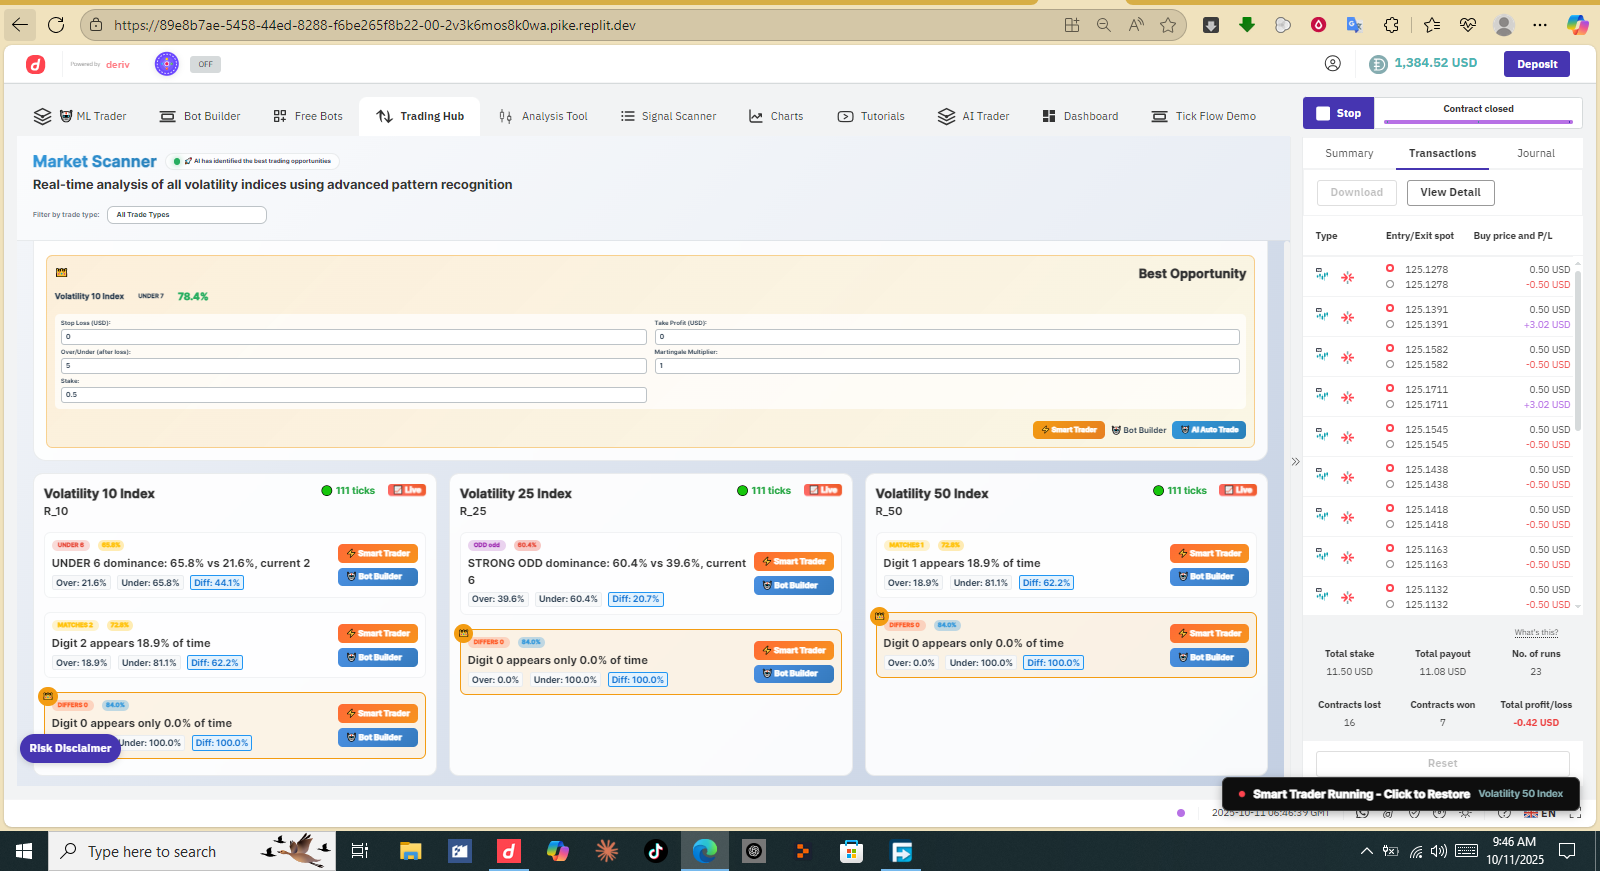 https://89e8b7ae-5458-44ed-8288-f6be265f8b22-00-2v3k6mos8k0wa.pike.replit.dev
Powered by deriv
OFF
1,384.52 USD
Deposit
ML Trader
Bot Builder
Free Bots
Trading Hub
Analysis Tool
Signal Scanner
Charts
Tutorials
AI Trader
Dashboard
Tick Flow Demo
Stop
Contract closed
Market Scanner
AI has identified the best trading opportunities
Real-time analysis of all volatility indices using advanced pattern recognition
Filter by trade type: All Trade Types
Best Opportunity
Volatility 10 Index UNDER 7 78.4%
Stop Loss (USD):
0
Take Profit (USD):
0
Over/Under (after loss):
5
Martingale Multiplier:
1
Stake:
0.5
Smart Trader
Bot Builder
AI Auto Trade
Volatility 10 Index
111 ticks
Live
R_10
UNDER 6 65.8%
UNDER 6 dominance: 65.8% vs 21.6%, current 2
Over: 21.6% Under: 65.8% Diff: 44.1%
Smart Trader
Bot Builder
MATCHES 2 72.8%
Digit 2 appears 18.9% of time
Over: 18.9% Under: 81.1% Diff: 62.2%
Smart Trader
Bot Builder
DIFFERS 0 84.0%
Digit 0 appears only 0.0% of time
Under: 100.0% Diff: 100.0%
Smart Trader
Bot Builder
Risk Disclaimer
Volatility 25 Index
111 ticks
Live
R_25
ODD odd 60.4%
STRONG ODD dominance: 60.4% vs 39.6%, current
6
Over: 39.6% Under: 60.4% Diff: 20.7%
Smart Trader
Bot Builder
DIFFERS 0 84.0%
Digit 0 appears only 0.0% of time
Over: 0.0% Under: 100.0% Diff: 100.0%
Smart Trader
Bot Builder
Volatility 50 Index
111 ticks
Live
R_50
MATCHES 1 72.8%
Digit 1 appears 18.9% of time
Over: 18.9% Under: 81.1% Diff: 62.2%
Smart Trader
Bot Builder
DIFFERS 0 84.0%
Digit 0 appears only 0.0% of time
Over: 0.0% Under: 100.0% Diff: 100.0%
Smart Trader
Bot Builder
Summary
Transactions
Journal
Download
View Detail
Type Entry/Exit spot Buy price and P/L
125.1278 0.50 USD
125.1278 -0.50 USD
125.1391 0.50 USD
125.1391 +3.02 USD
125.1582 0.50 USD
125.1582 -0.50 USD
125.1711 0.50 USD
125.1711 +3.02 USD
125.1545 0.50 USD
125.1545 -0.50 USD
125.1438 0.50 USD
125.1438 -0.50 USD
125.1418 0.50 USD
125.1418 -0.50 USD
125.1163 0.50 USD
125.1163 -0.50 USD
125.1132 0.50 USD
125.1132 -0.50 USD
What's this?
Total stake Total payout No. of runs
11.50 USD 11.08 USD 23
Contracts lost Contracts won Total profit/loss
16 7 -0.42 USD
Reset
Smart Trader Running - Click to Restore Volatility 50 Index
2025-10-11 06:46:39 GMT
EN
Type here to search
9:46 AM
10/11/2025